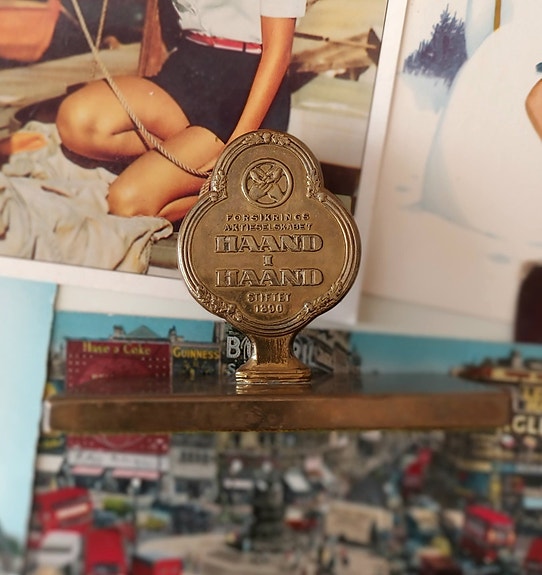 FORSIKRINGS
AKTIESELSKABET
HAAND
I
HAAND
STIFTET
1890
Have a Coke
GUINNESS